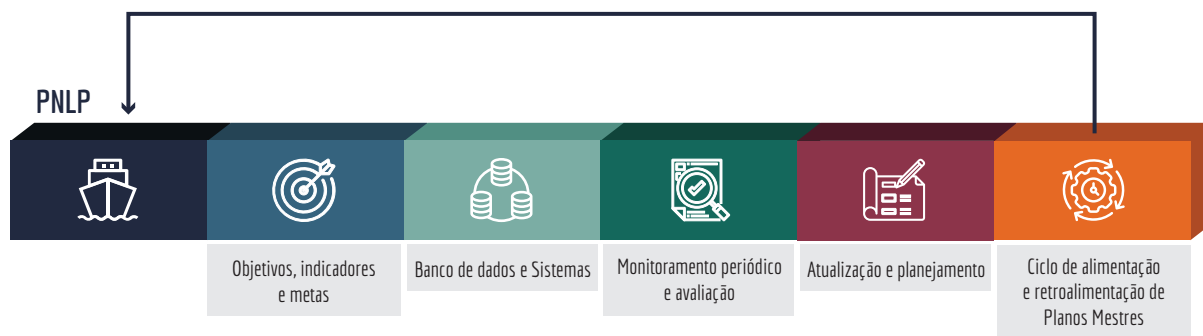 PNLP
Objetivos, indicadores
e metas
Banco de dados e Sistemas
Monitoramento periódico
e avaliação
Atualização e planejamento
Ciclo de alimentação
e retroalimentação de
Planos Mestres